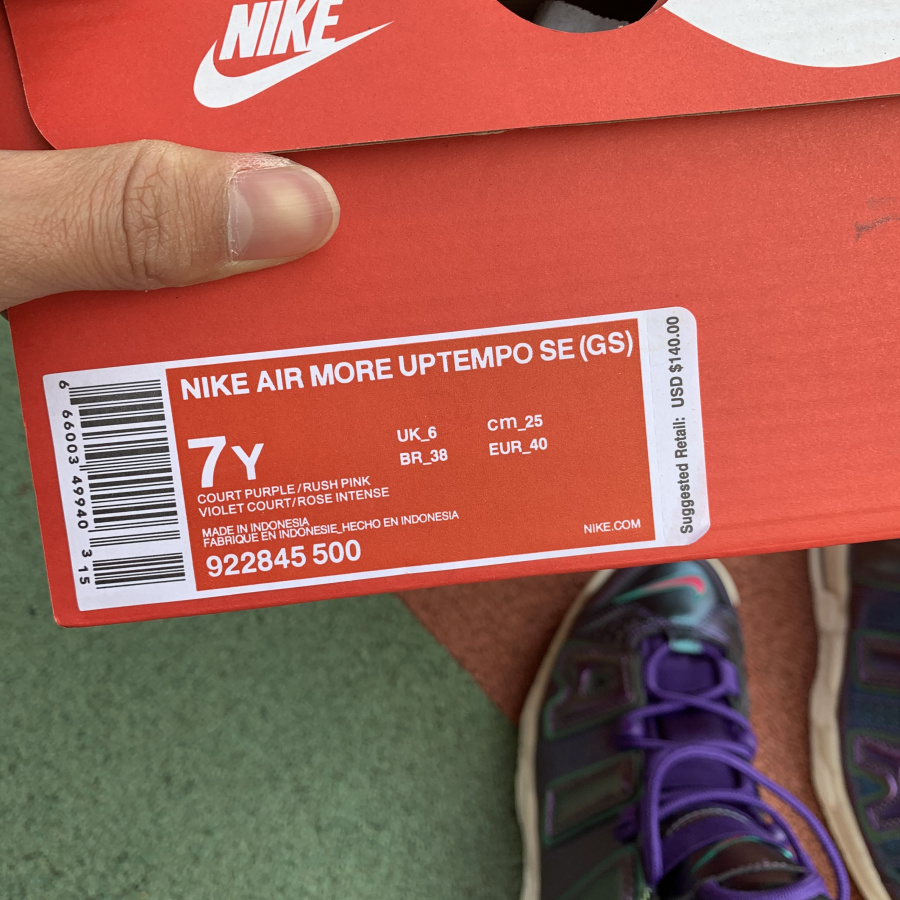 NIKE
NIKE AIR MORE UPTEMPO SE (GS)
7Y
UK_6 cm_25
BR_38 EUR_40
COURT PURPLE/RUSH PINK
VIOLET COURT/ROSE INTENSE
MADE IN INDONESIA
FABRIQUE EN INDONESIE_HECHO EN INDONESIA
NIKE.COM
922845 500
6 66003 49940 3 15
Suggested Retail: USD $140.00